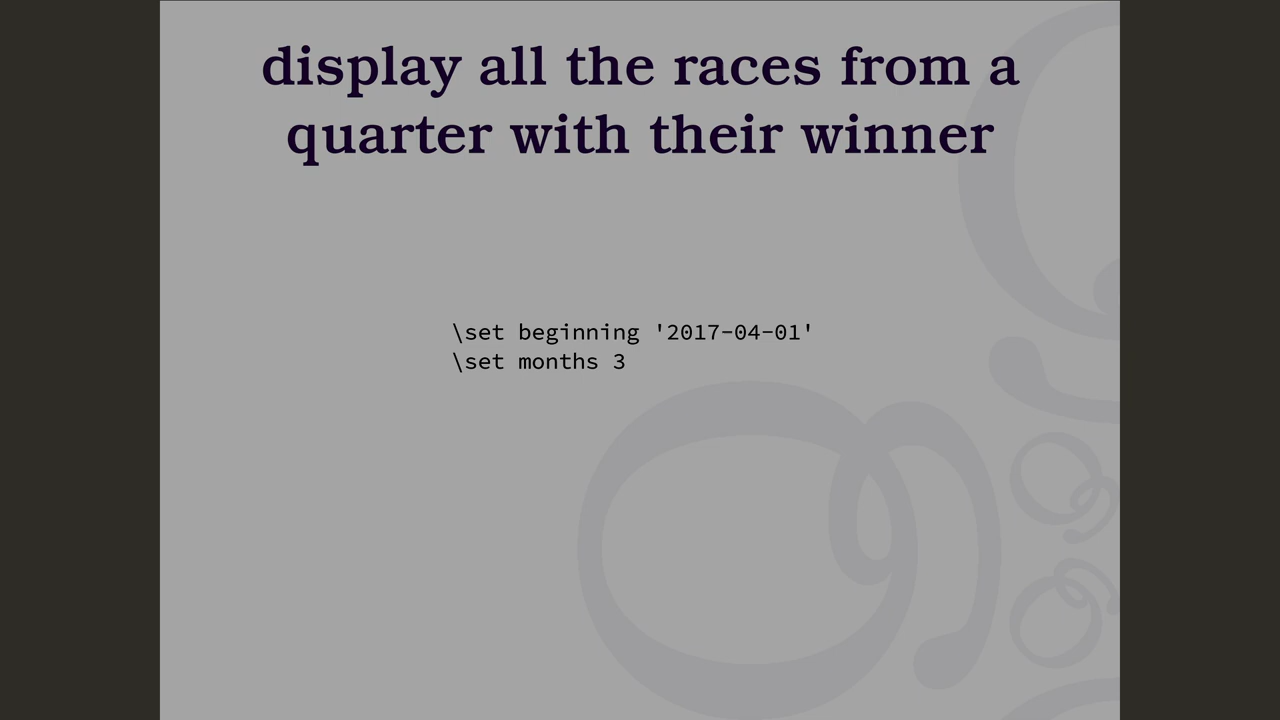 display all the races from a
quarter with their winner
\set beginning '2017-04-01'
\set months 3